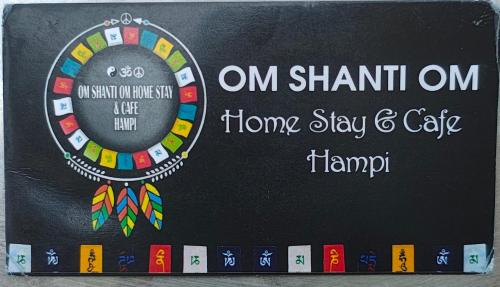 ॐ
OM SHANTI OM HOME STAY
& CAFE
HAMPI
OM SHANTI OM
Home Stay & Cafe
Hampi